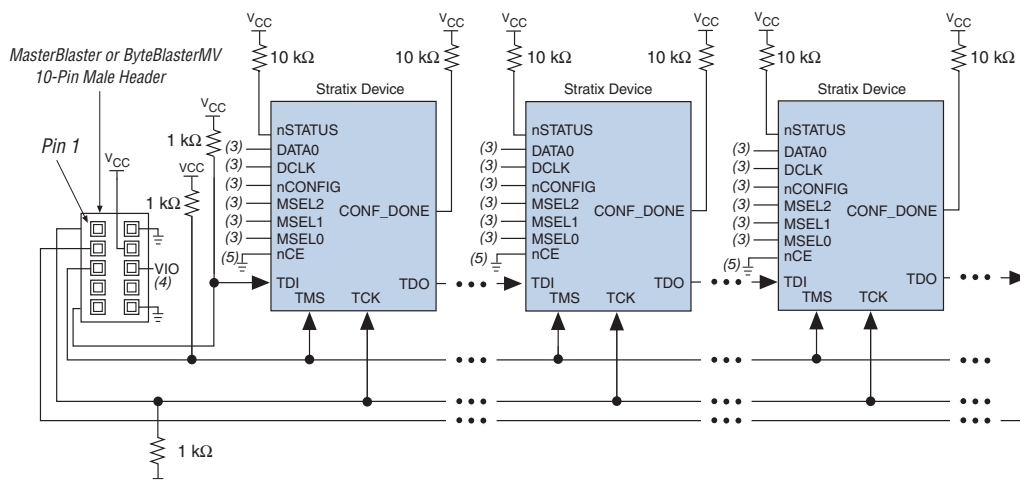 MasterBlaster or ByteBlasterMV
10-Pin Male Header
Pin 1
VCC
VIO
(4)
VCC
1 kΩ
VCC
1 kΩ
1 kΩ
VCC
10 kΩ
VCC
10 kΩ
Stratix Device
nSTATUS
(3) DATA0
(3) DCLK
(3) nCONFIG
(3) MSEL2
(3) MSEL1
(3) MSEL0
(5) nCE
CONF_DONE
TDI
TDO
TMS
TCK
VCC
10 kΩ
VCC
10 kΩ
Stratix Device
nSTATUS
(3) DATA0
(3) DCLK
(3) nCONFIG
(3) MSEL2
(3) MSEL1
(3) MSEL0
(5) nCE
CONF_DONE
TDI
TDO
TMS
TCK
VCC
10 kΩ
VCC
10 kΩ
Stratix Device
nSTATUS
(3) DATA0
(3) DCLK
(3) nCONFIG
(3) MSEL2
(3) MSEL1
(3) MSEL0
(5) nCE
CONF_DONE
TDI
TDO
TMS
TCK